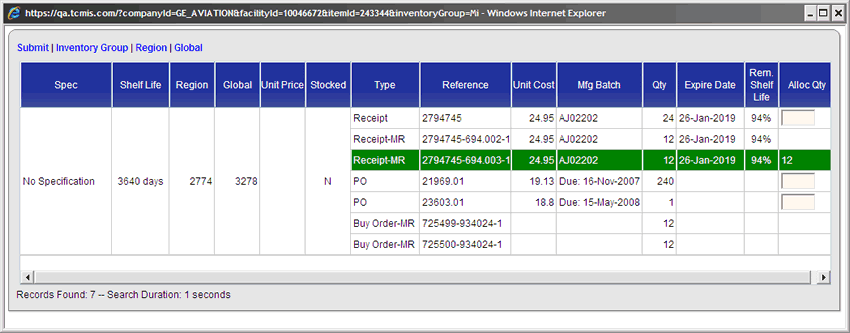 https://qa.tcmis.com/?companyId=GE_AVIATION&facilityId=10046672&itemId=243344&inventoryGroup=Mi - Windows Internet Explorer
Submit | Inventory Group | Region | Global
Spec Shelf Life Region Global Unit Price Stocked Type Reference Unit Cost Mfg Batch Qty Expire Date Rem. Shelf Life Alloc Qty
Receipt 2794745 24.95 AJ02202 24 26-Jan-2019 94%
Receipt-MR 2794745-694.002-1 24.95 AJ02202 12 26-Jan-2019 94%
Receipt-MR 2794745-694.003-1 24.95 AJ02202 12 26-Jan-2019 94% 12
No Specification 3640 days 2774 3278 N PO 21969.01 19.13 Due: 16-Nov-2007 240
PO 23603.01 18.8 Due: 15-May-2008 1
Buy Order-MR 725499-934024-1 12
Buy Order-MR 725500-934024-1 12
Records Found: 7 -- Search Duration: 1 seconds